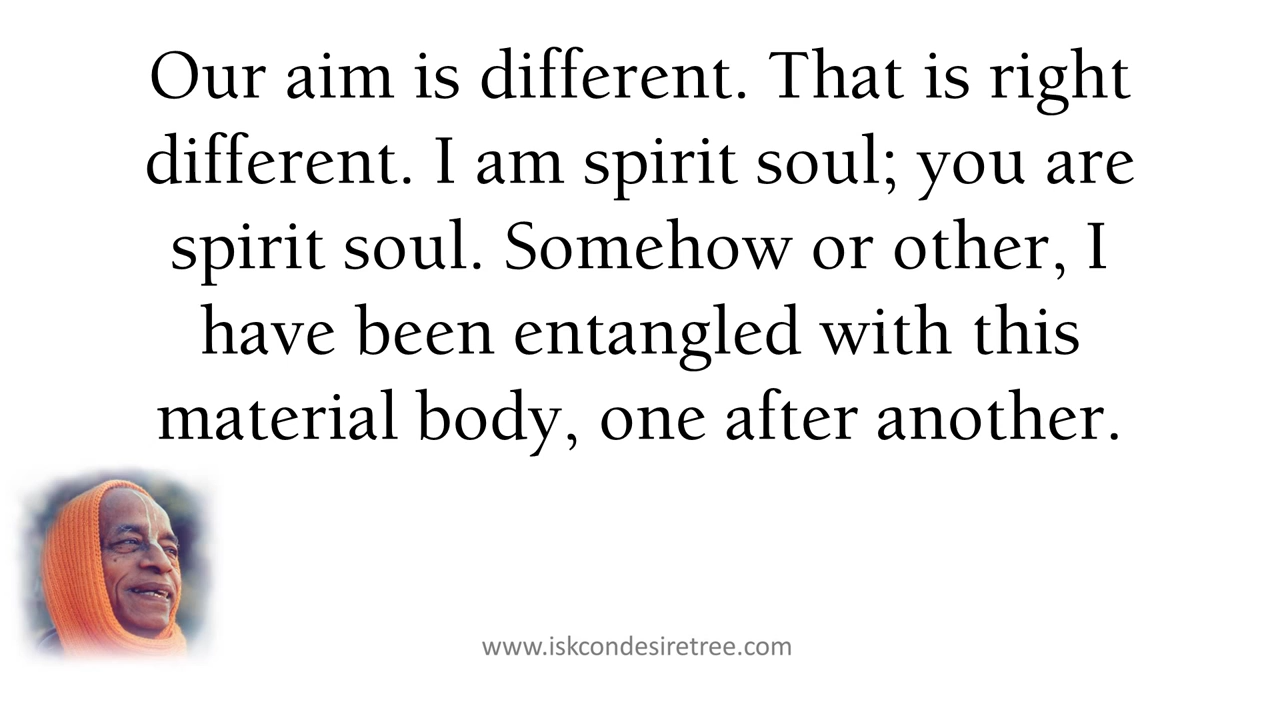 Our aim is different. That is right
different. I am spirit soul; you are
spirit soul. Somehow or other, I
have been entangled with this
material body, one after another.
www.iskcondesiretree.com